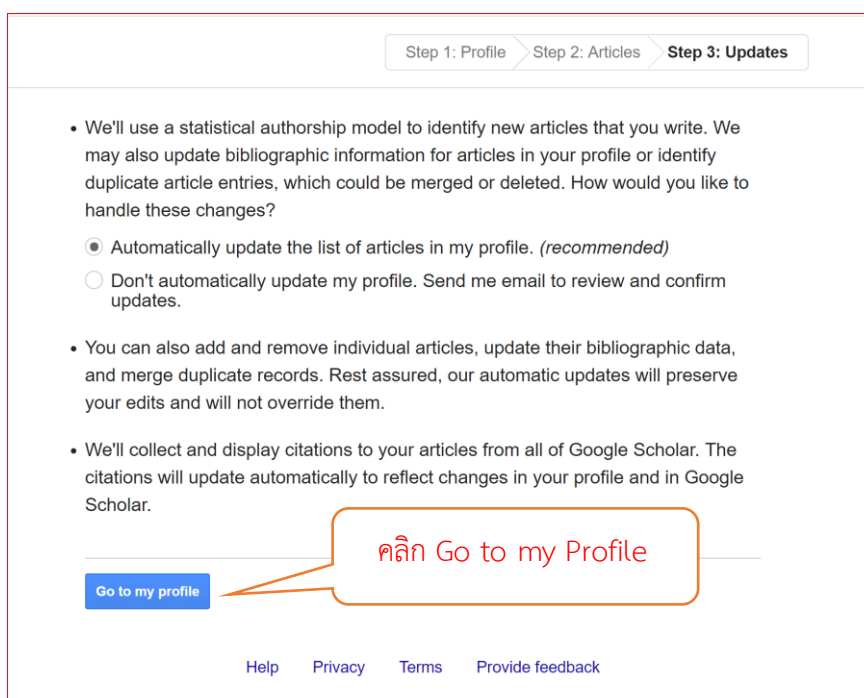 Step 1: Profile Step 2: Articles Step 3: Updates
• We'll use a statistical authorship model to identify new articles that you write. We
may also update bibliographic information for articles in your profile or identify
duplicate article entries, which could be merged or deleted. How would you like to
handle these changes?
Automatically update the list of articles in my profile. (recommended)
Don't automatically update my profile. Send me email to review and confirm
updates.
• You can also add and remove individual articles, update their bibliographic data,
and merge duplicate records. Rest assured, our automatic updates will preserve
your edits and will not override them.
• We'll collect and display citations to your articles from all of Google Scholar. The
citations will update automatically to reflect changes in your profile and in Google
Scholar.
คลิก Go to my Profile
Go to my profile
Help Privacy Terms Provide feedback